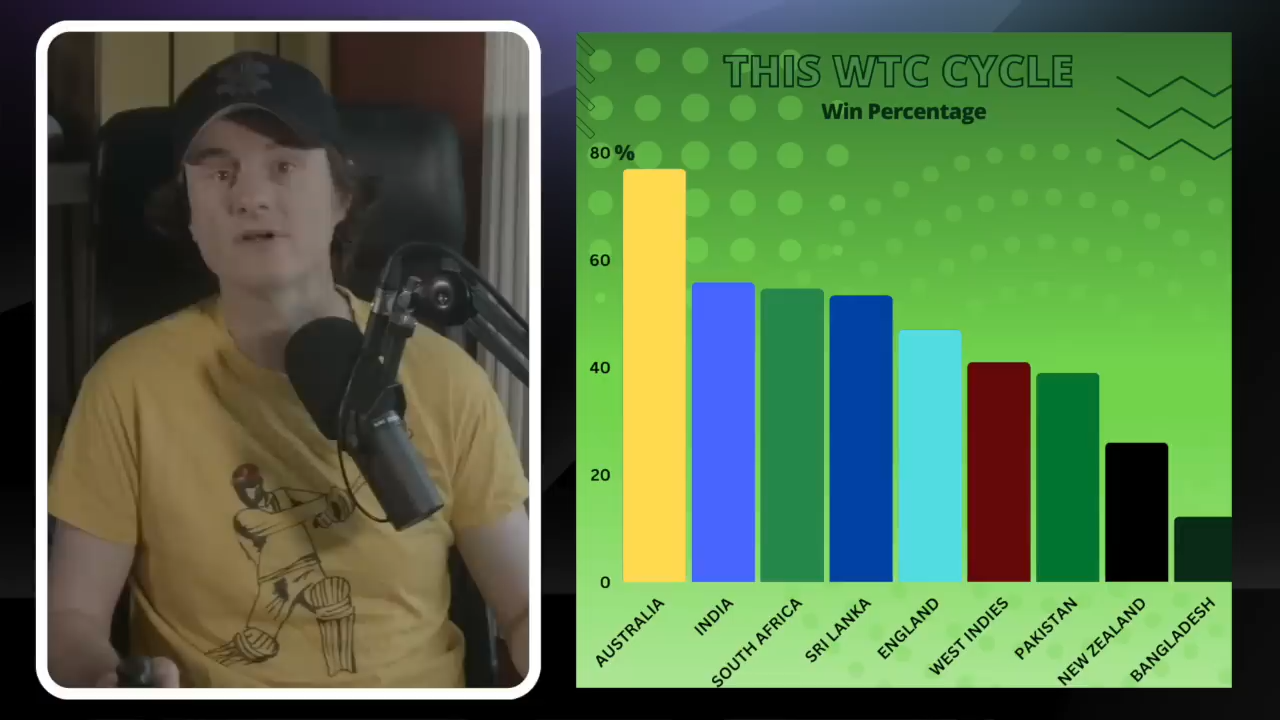 THIS WTC CYCLE
Win Percentage
80 %
60
40
20
0
AUSTRALIA
INDIA
SOUTH AFRICA
SRI LANKA
ENGLAND
WEST INDIES
PAKISTAN
NEW ZEALAND
BANGLADESH